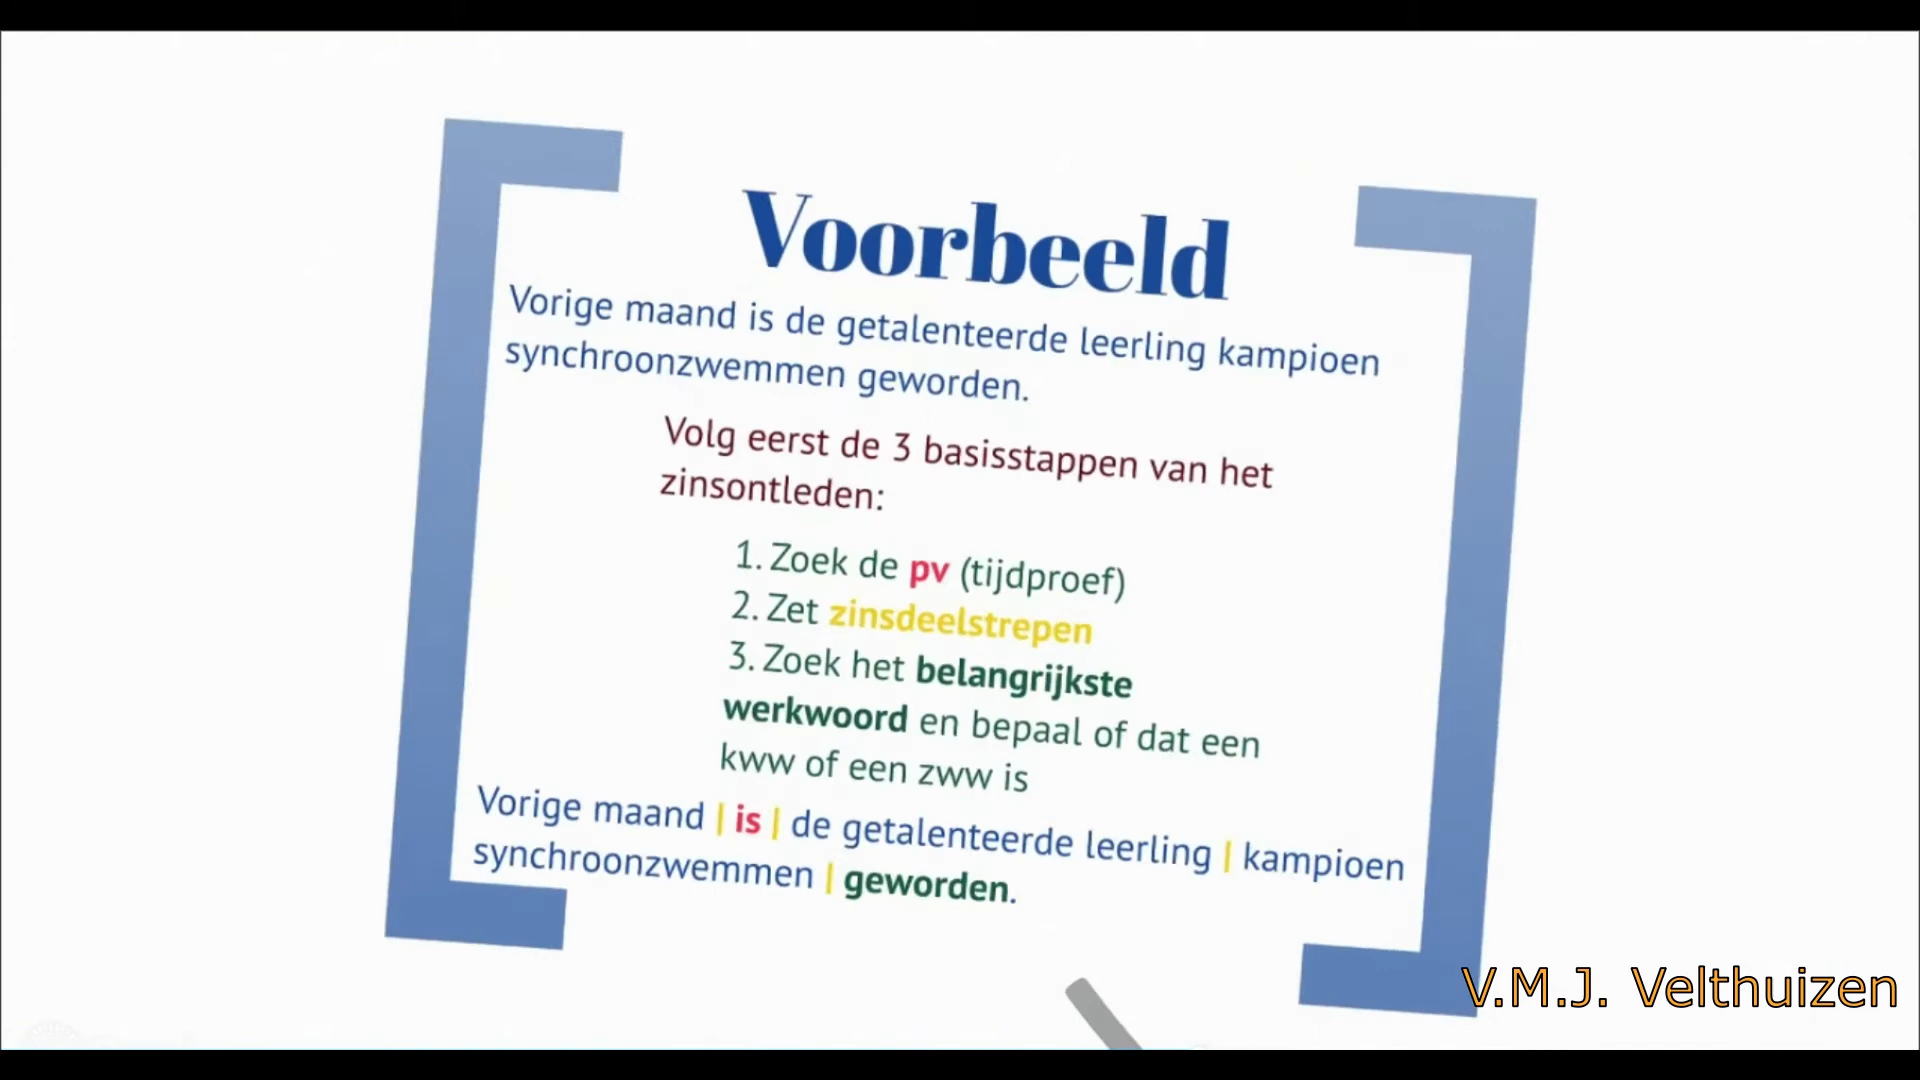 Voorbeeld
Vorige maand is de getalenteerde leerling kampioen
synchroonzwemmen geworden.
Volg eerst de 3 basisstappen van het
zinsontleden:
1. Zoek de pv (tijdproef)
2. Zet zinsdeelstrepen
3. Zoek het belangrijkste
werkwoord en bepaal of dat een
kww of een zww is
Vorige maand | is | de getalenteerde leerling | kampioen
synchroonzwemmen | geworden.
V.M.J. Velthuizen